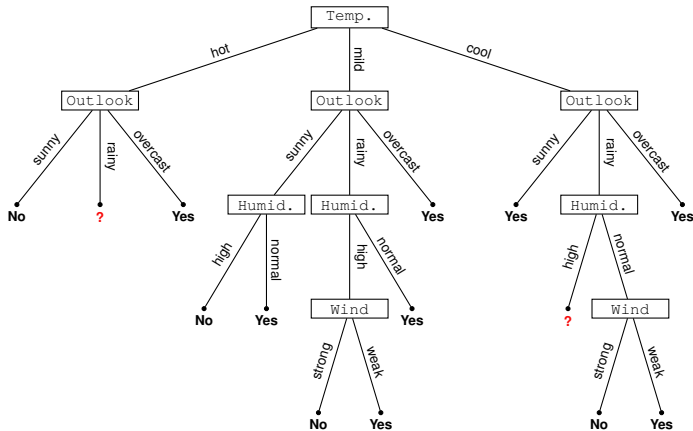 Temp.
hot
mild
cool
Outlook
Outlook
Outlook
sunny
rainy
overcast
sunny
rainy
overcast
sunny
rainy
overcast
No
?
Yes
Humid.
Humid.
Yes
Yes
Humid.
Yes
high
normal
high
normal
high
normal
No
Yes
Wind
Yes
?
Wind
strong
weak
strong
weak
No
Yes
No
Yes